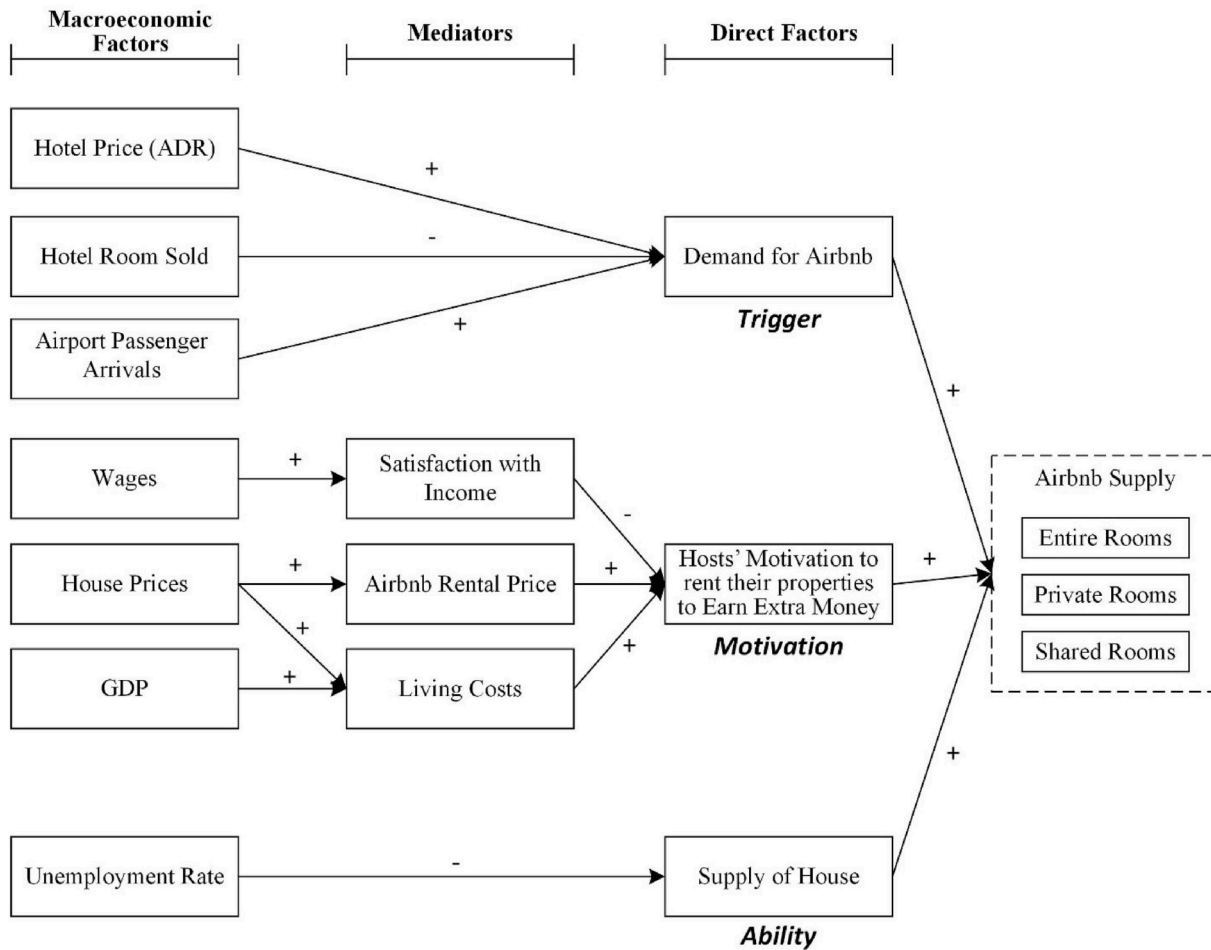 Macroeconomic
Factors
Mediators
Direct Factors
Hotel Price (ADR)
+
Hotel Room Sold
-
Demand for Airbnb
Trigger
Airport Passenger
Arrivals
+
+
Wages
+
Satisfaction with
Income
-
Airbnb Supply
Entire Rooms
Private Rooms
Shared Rooms
House Prices
+
Airbnb Rental Price
+
Hosts' Motivation to
rent their properties
to Earn Extra Money
+
Motivation
+
+
GDP
+
Living Costs
+
Unemployment Rate
-
Supply of House
Ability